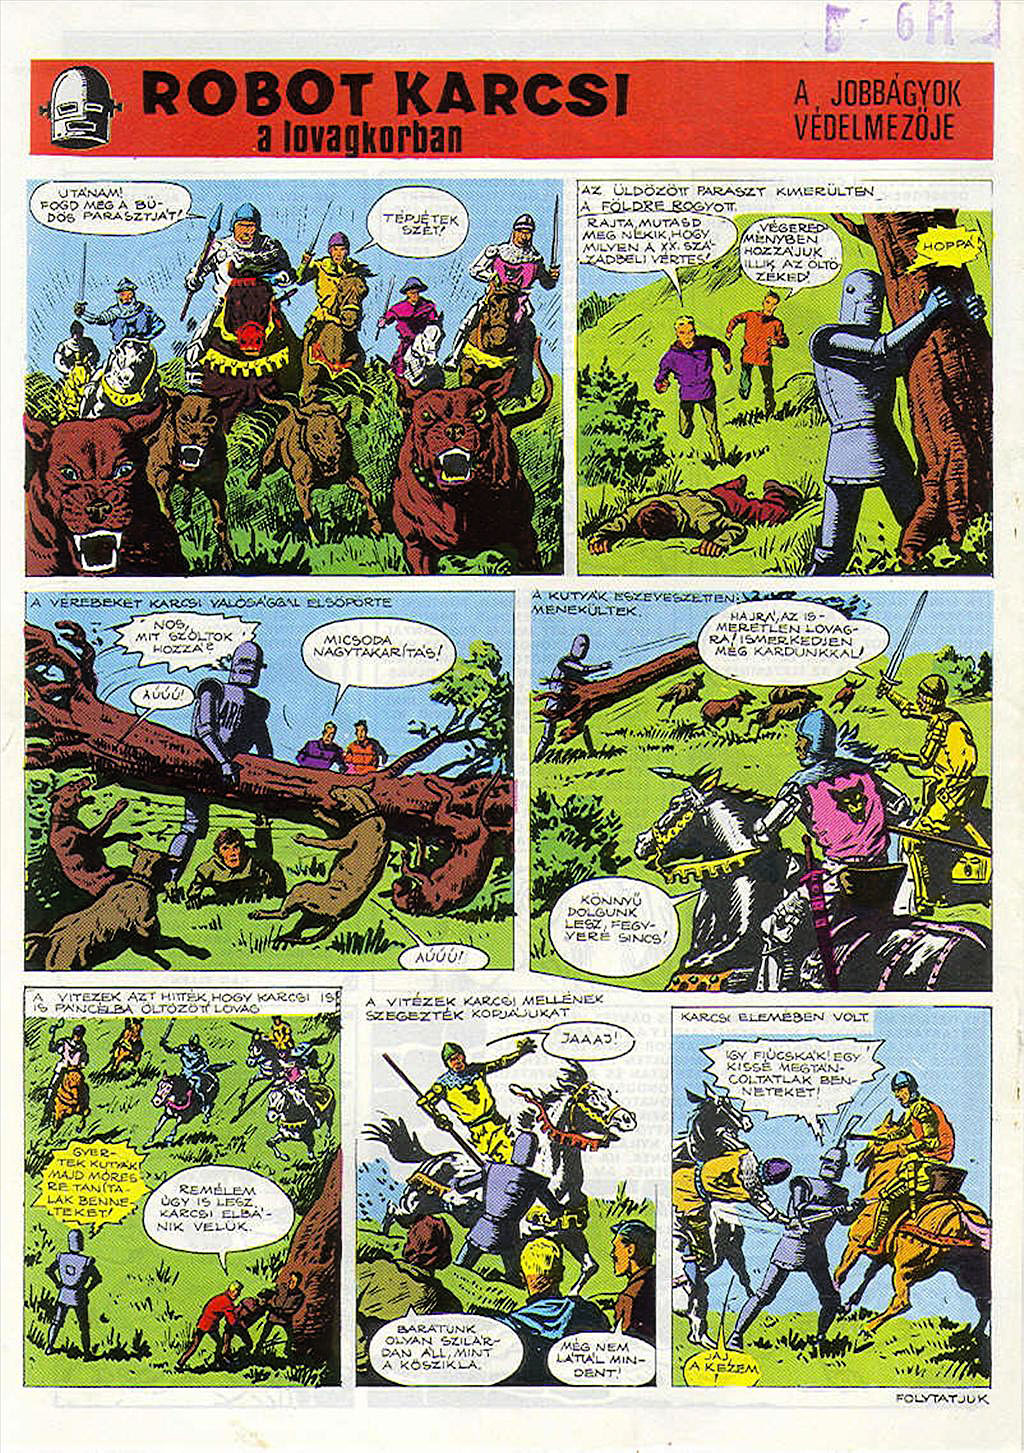 6 Ft
ROBOT KARCSI
a lovagkorban
A JOBBÁGYOK
VÉDELMEZŐJE
UTÁNAM!
FOGD MEG A BÜ-
DÖS PARASZTJÁT!
TÉPJÉTEK
SZÉT!
AZ ÜLDÖZÖTT PARASZT KIMERÜLTEN
A FÖLDRE ROGYOTT.
RAJTA, MUTASD
MEG NÉKIK, HOGY
MILYEN A XX. SZÁ-
ZADBELI VÉRTES!
VÉGERED-
MÉNYBEN
HOZZÁJUK
ILLIK AZ ÖLTÖ-
ZÉKED!
HOPPÁ!
A VÉREBEKET KARCSI VALÓSÁGGAL ELSÖPÖRTE
NOS,
MIT SZÓLTOK
HOZZÁ?
MICSODA
NAGYTAKARÍTÁS!
AÚÚÚ!
AÚÚÚ!
A KUTYÁK ESZEVESZETTEN
MENEKÜLTEK.
HAJRÁ, AZ IS-
MERETLEN LOVAG-
RA! ISMERKEDJEN
MEG KARDUNKKAL!
KÖNNYŰ
DOLGUNK
LESZ, FEGY-
VERE SINCS!
A VITÉZEK AZT HITTÉK, HOGY KARCSI IS
IS PÁNCÉLBA ÖLTÖZÖTT LOVAG
GYER-
TEK KUTYÁK!
MAJD MÓRES-
RE TANÍTA-
LAK BENNE-
TEKET!
REMÉLEM
ÚGY IS LESZ,
KARCSI ELBÁ-
NIK VELÜK.
A VITÉZEK KARCSI MELLÉNEK
SZEGEZTÉK KOPJÁJUKAT
JAAAJ!
BARÁTUNK
OLYAN SZILÁR-
DAN ÁLL, MINT
A KŐSZIKLA.
MÉG NEM
LÁTTÁL MIN-
DENT!
KARCSI ELEMÉBEN VOLT.
ÍGY FIÚCSKÁK! EGY
KISSÉ MEGTÁN-
COLTATLAK BEN-
NETEKET!
JAJ
A KEZEM
!
FOLYTATJUK